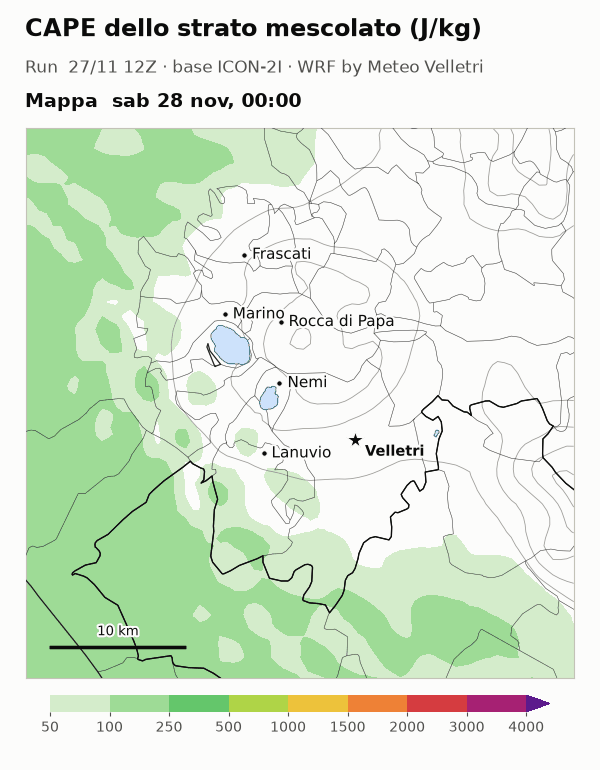 CAPE dello strato mescolato (J/kg)
Run  27/11 12Z · base ICON-2I · WRF by Meteo Velletri
Mappa  sab 28 nov, 00:00
Frascati
Marino
Rocca di Papa
Nemi
Velletri
Lanuvio
10 km
50 100 250 500 1000 1500 2000 3000 4000